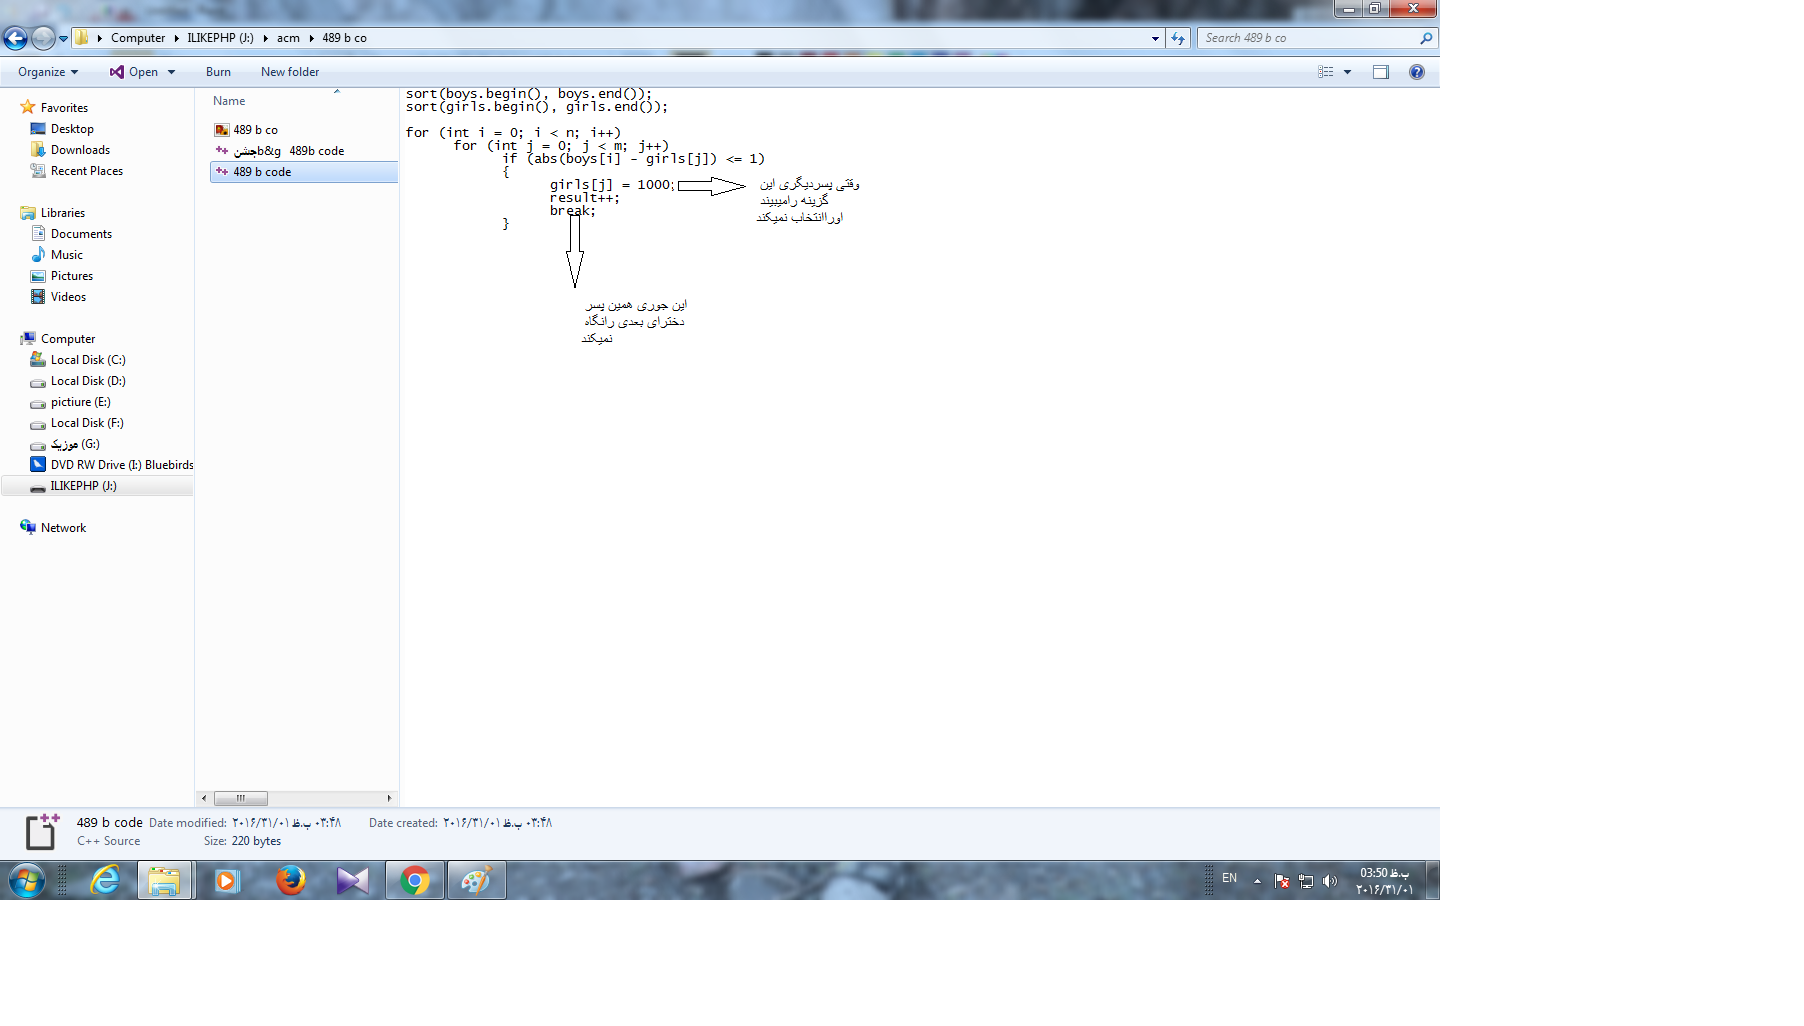 Computer ILIKEPHP (J:) acm 489 b co
Search 489 b co
Organize Open Burn New folder
Favorites
Desktop
Downloads
Recent Places
Libraries
Documents
Music
Pictures
Videos
Computer
Local Disk (C:)
Local Disk (D:)
pictiure (E:)
Local Disk (F:)
موزیک (G:)
DVD RW Drive (I:) Bluebirds
ILIKEPHP (J:)
Network
Name
489 b co
جشنb&g 489b code
489 b code
sort(boys.begin(), boys.end());
sort(girls.begin(), girls.end());
for (int i = 0; i < n; i++)
for (int j = 0; j < m; j++)
if (abs(boys[i] - girls[j]) <= 1)
{
girls[j] = 1000;
result++;
break;
}
وقتی پسردیگری این
گزینه رامیبیند
اوراانتخاب نمیکند
این جوری همین پسر
دخترای بعدی رانگاه
نمیکند
489 b code Date modified: ۲۰۱۶/۳۱/۰۱ ب.ظ ۰۳:۴۸ Date created: ۲۰۱۶/۳۱/۰۱ ب.ظ ۰۳:۴۸
C++ Source Size: 220 bytes
EN
03:50 ب.ظ
۲۰۱۶/۳۱/۰۱